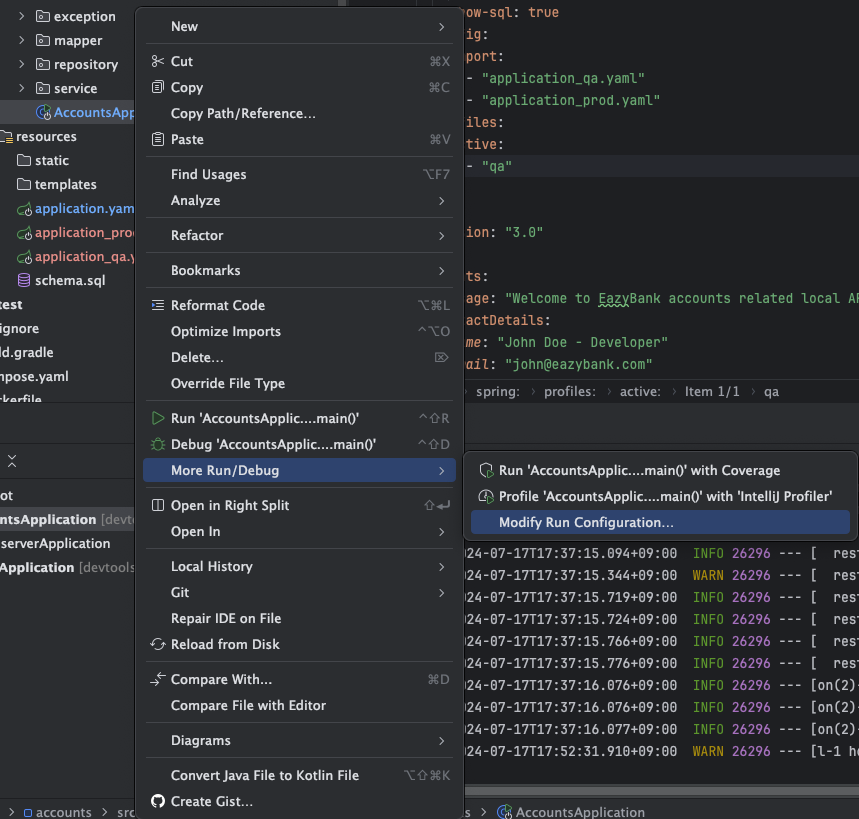 exception
mapper
repository
service
AccountsApp
resources
static
templates
application.yam
application_pro
application_qa.y
schema.sql
test
ignore
ld.gradle
mpose.yaml
ckerfile
ot
ntsApplication [devt
serverApplication
Application [devtools
New
Cut ⌘X
Copy ⌘C
Copy Path/Reference...
Paste ⌘V
Find Usages ⌥F7
Analyze
Refactor
Bookmarks
Reformat Code ⌥⌘L
Optimize Imports ⌃⌥O
Delete... ⌦
Override File Type
Run 'AccountsApplic....main()' ⌃⇧R
Debug 'AccountsApplic....main()' ⌃⇧D
More Run/Debug
Open in Right Split ⇧↩
Open In
Local History
Git
Repair IDE on File
Reload from Disk
Compare With... ⌘D
Compare File with Editor
Diagrams
Convert Java File to Kotlin File ⌥⇧⌘K
Create Gist...
Run 'AccountsApplic....main()' with Coverage
Profile 'AccountsApplic....main()' with 'IntelliJ Profiler'
Modify Run Configuration...
ow-sql: true
ig:
port:
- "application_qa.yaml"
- "application_prod.yaml"
iles:
tive:
- "qa"
ion: "3.0"
ts:
age: "Welcome to EazyBank accounts related local AP
actDetails:
me: "John Doe - Developer"
ail: "john@eazybank.com"
spring: › profiles: › active: › Item 1/1 › qa
024-07-17T17:37:15.094+09:00 INFO 26296 --- [ rest
024-07-17T17:37:15.344+09:00 WARN 26296 --- [ rest
024-07-17T17:37:15.719+09:00 INFO 26296 --- [ rest
024-07-17T17:37:15.724+09:00 INFO 26296 --- [ rest
024-07-17T17:37:15.766+09:00 INFO 26296 --- [ rest
024-07-17T17:37:15.776+09:00 INFO 26296 --- [ rest
024-07-17T17:37:16.076+09:00 INFO 26296 --- [on(2)-
024-07-17T17:37:16.076+09:00 INFO 26296 --- [on(2)-
024-07-17T17:37:16.077+09:00 INFO 26296 --- [on(2)-
024-07-17T17:52:31.910+09:00 WARN 26296 --- [l-1 ho
› accounts › src
s › AccountsApplication